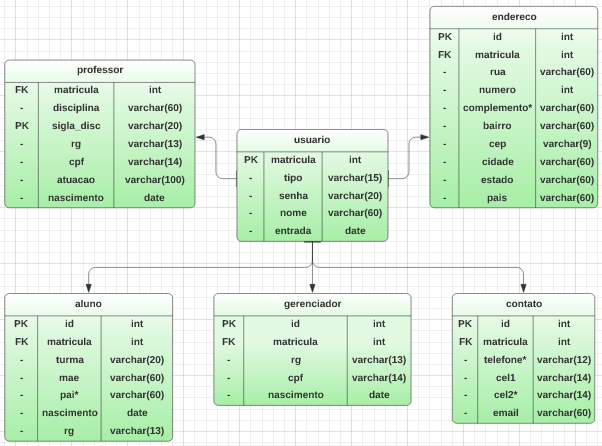 professor
FK matricula int
- disciplina varchar(60)
PK sigla_disc varchar(20)
- rg varchar(13)
- cpf varchar(14)
- atuacao varchar(100)
- nascimento date
usuario
PK matricula int
- tipo varchar(15)
- senha varchar(20)
- nome varchar(60)
- entrada date
endereco
PK id int
FK matricula int
- rua varchar(60)
- numero int
- complemento* varchar(60)
- bairro varchar(60)
- cep varchar(9)
- cidade varchar(60)
- estado varchar(60)
- pais varchar(60)
aluno
PK id int
FK matricula int
- turma varchar(20)
- mae varchar(60)
- pai* varchar(60)
- nascimento date
- rg varchar(13)
gerenciador
PK id int
FK matricula int
- rg varchar(13)
- cpf varchar(14)
- nascimento date
contato
PK id int
FK matricula int
- telefone* varchar(12)
- cel1 varchar(14)
- cel2* varchar(14)
- email varchar(60)